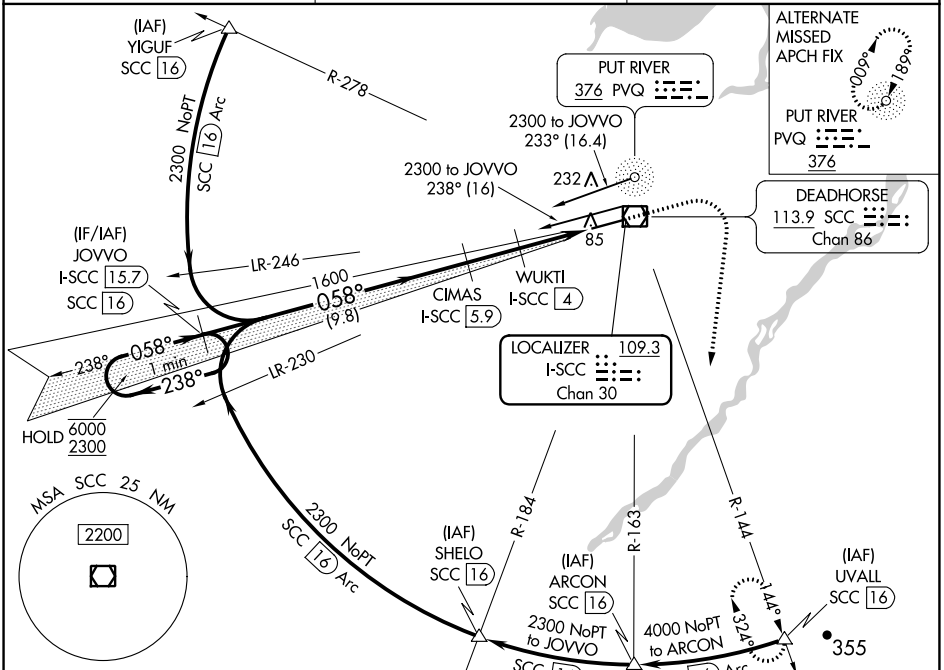 (IAF)
YIGUF
SCC 16
R-278
2300 NoPT
SCC 16 Arc
PUT RIVER
376 PVQ
2300 to JOVVO
233° (16.4)
2300 to JOVVO
238° (16)
232
85
ALTERNATE
MISSED
APCH FIX
009°
189°
PUT RIVER
PVQ
376
DEADHORSE
113.9 SCC
Chan 86
(IF/IAF)
JOVVO
I-SCC 15.7
SCC 16
LR-246
1600
058°
(9.8)
CIMAS
I-SCC 5.9
WUKTI
I-SCC 4
238°
058°
1 min
238°
LR-230
HOLD 6000
2300
LOCALIZER 109.3
I-SCC
Chan 30
MSA SCC 25 NM
2200
2300 NoPT
SCC 16 Arc
R-184
R-163
R-144
(IAF)
SHELO
SCC 16
(IAF)
ARCON
SCC 16
(IAF)
UVALL
SCC 16
2300 NoPT
to JOVVO
4000 NoPT
to ARCON
144°
324°
355